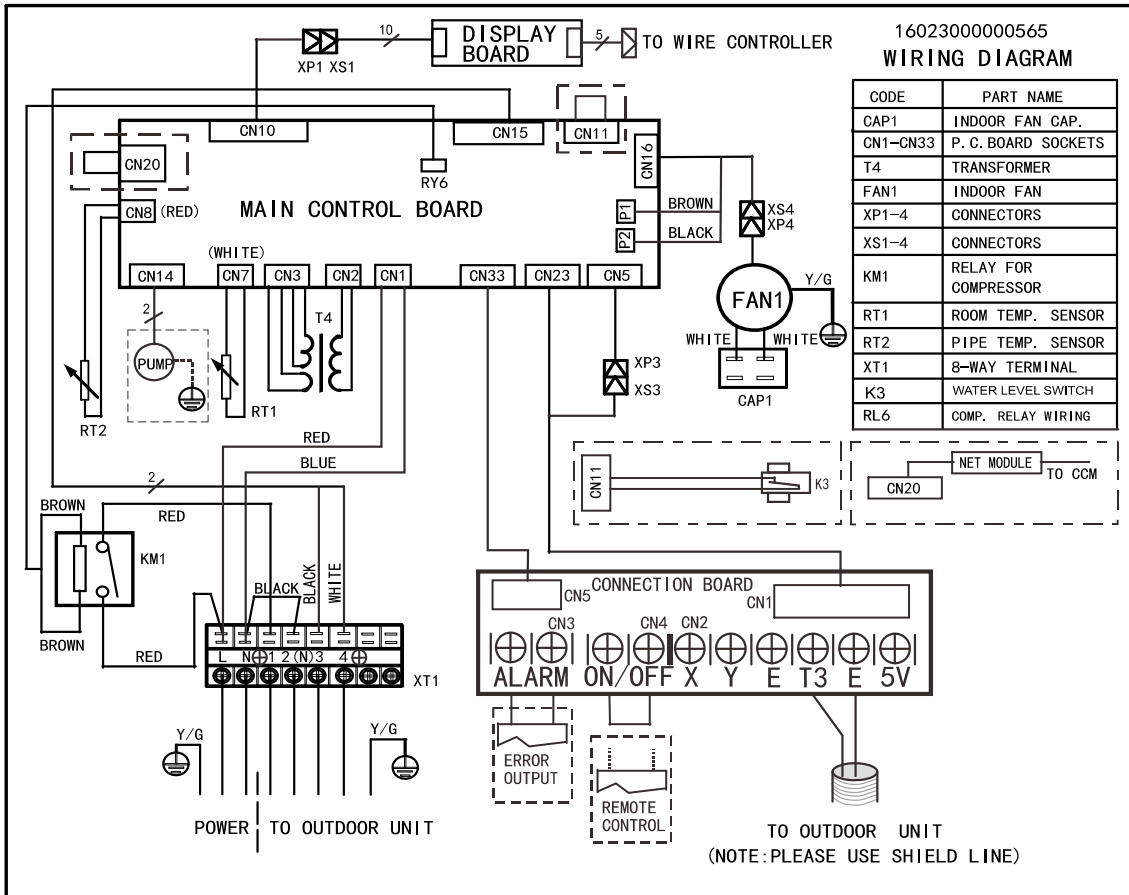 16023000000565
WIRING DIAGRAM
CODE PART NAME
CAP1 INDOOR FAN CAP.
CN1-CN33 P.C.BOARD SOCKETS
T4 TRANSFORMER
FAN1 INDOOR FAN
XP1-4 CONNECTORS
XS1-4 CONNECTORS
KM1 RELAY FOR
COMPRESSOR
RT1 ROOM TEMP. SENSOR
RT2 PIPE TEMP. SENSOR
XT1 8-WAY TERMINAL
K3 WATER LEVEL SWITCH
RL6 COMP. RELAY WIRING
10
DISPLAY
BOARD
5
TO WIRE CONTROLLER
XP1 XS1
CN10
CN15
CN11
CN20
CN16
RY6
CN8 (RED)
MAIN CONTROL BOARD
P1
BROWN
P2
BLACK
XS4
XP4
(WHITE)
CN14
CN7
CN3
CN2
CN1
CN33
CN23
CN5
2
T4
FAN1
Y/G
WHITE
WHITE
CAP1
PUMP
XP3
XS3
RT2
RT1
RED
BLUE
2
BROWN
RED
KM1
BROWN
BLACK
BLACK
WHITE
RED
L N 1 2(N)3 4
XT1
Y/G
Y/G
POWER TO OUTDOOR UNIT
CN11
K3
CN20
NET MODULE
TO CCM
CONNECTION BOARD
CN5
CN1
CN3
CN4
CN2
ALARM ON/OFF X Y E T3 E 5V
ERROR
OUTPUT
REMOTE
CONTROL
TO OUTDOOR UNIT
(NOTE:PLEASE USE SHIELD LINE)